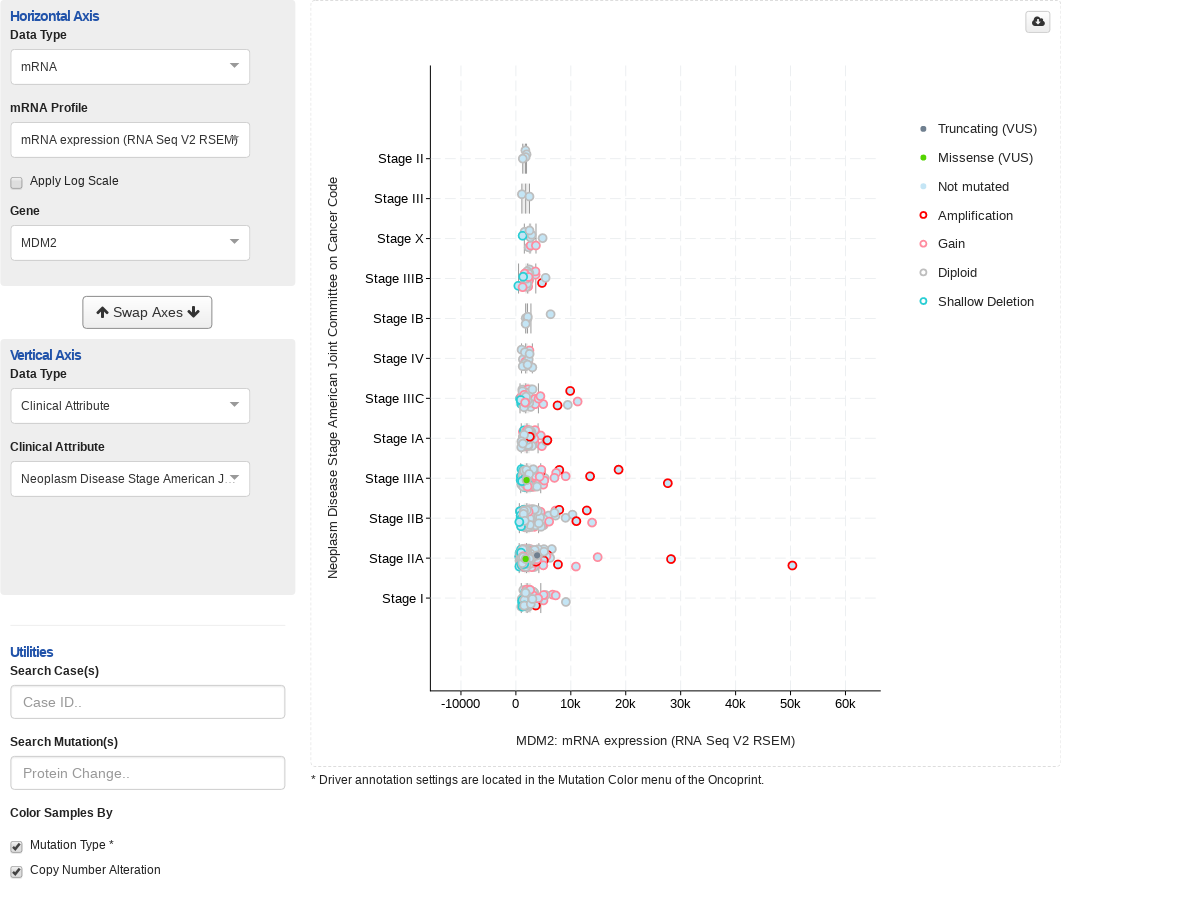 Horizontal Axis
Data Type
mRNA
mRNA Profile
mRNA expression (RNA Seq V2 RSEM)
Apply Log Scale
Gene
MDM2
Swap Axes
Vertical Axis
Data Type
Clinical Attribute
Clinical Attribute
Neoplasm Disease Stage American J...
Utilities
Search Case(s)
Case ID..
Search Mutation(s)
Protein Change..
Color Samples By
Mutation Type *
Copy Number Alteration
Neoplasm Disease Stage American Joint Committee on Cancer Code
Stage II
Stage III
Stage X
Stage IIIB
Stage IB
Stage IV
Stage IIIC
Stage IA
Stage IIIA
Stage IIB
Stage IIA
Stage I
-10000 0 10k 20k 30k 40k 50k 60k
MDM2: mRNA expression (RNA Seq V2 RSEM)
Truncating (VUS)
Missense (VUS)
Not mutated
Amplification
Gain
Diploid
Shallow Deletion
* Driver annotation settings are located in the Mutation Color menu of the Oncoprint.